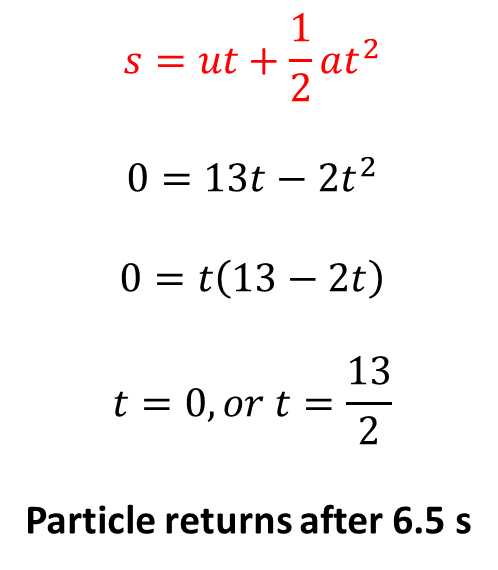 s = ut + 1/2 at²
0 = 13t − 2t²
0 = t(13 − 2t)
t = 0, or t = 13/2
Particle returns after 6.5 s